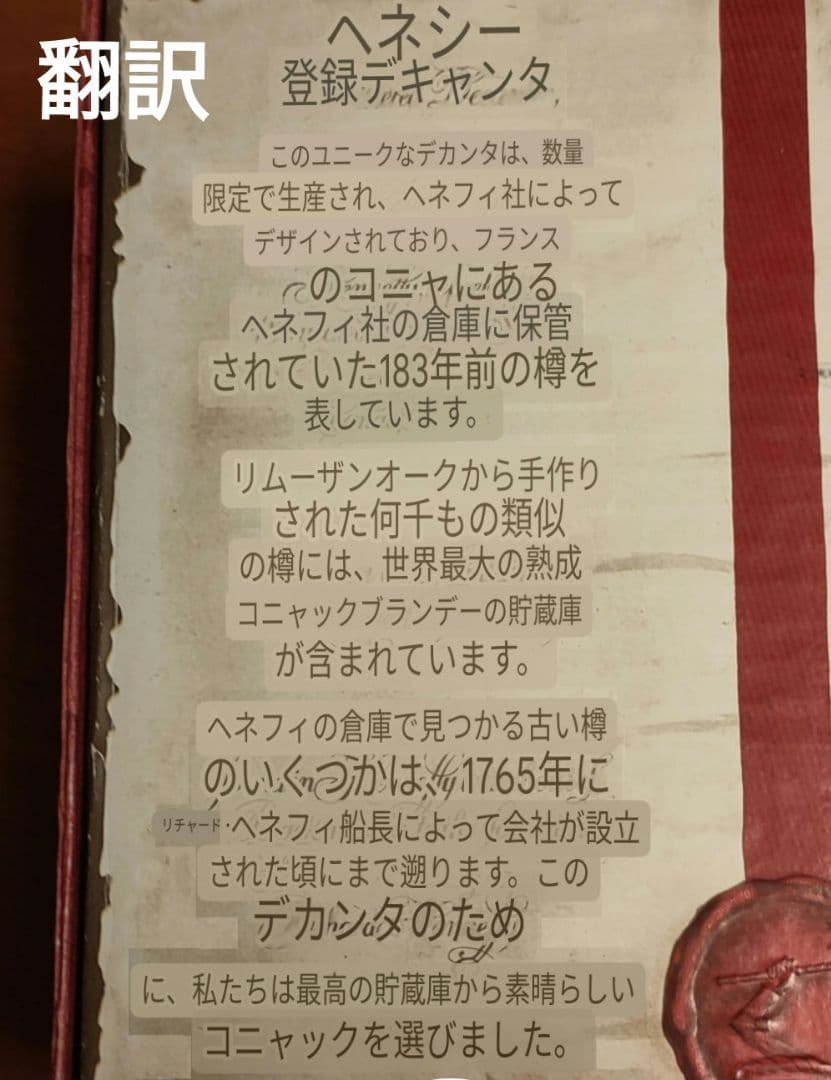 翻訳
ヘネシー
登録デキャンタ
このユニークなデカンタは、数量
限定で生産され、ヘネフィ社によって
デザインされており、フランス
のコニャにある
ヘネフィ社の倉庫に保管
されていた183年前の樽を
表しています。
リムーザンオークから手作り
された何千もの類似
の樽には、世界最大の熟成
コニャックブランデーの貯蔵庫
が含まれています。
ヘネフィの倉庫で見つかる古い樽
のいくつかは、1765年に
リチャード・ヘネフィ船長によって会社が設立
された頃にまで遡ります。この
デカンタのため
に、私たちは最高の貯蔵庫から素晴らしい
コニャックを選びました。